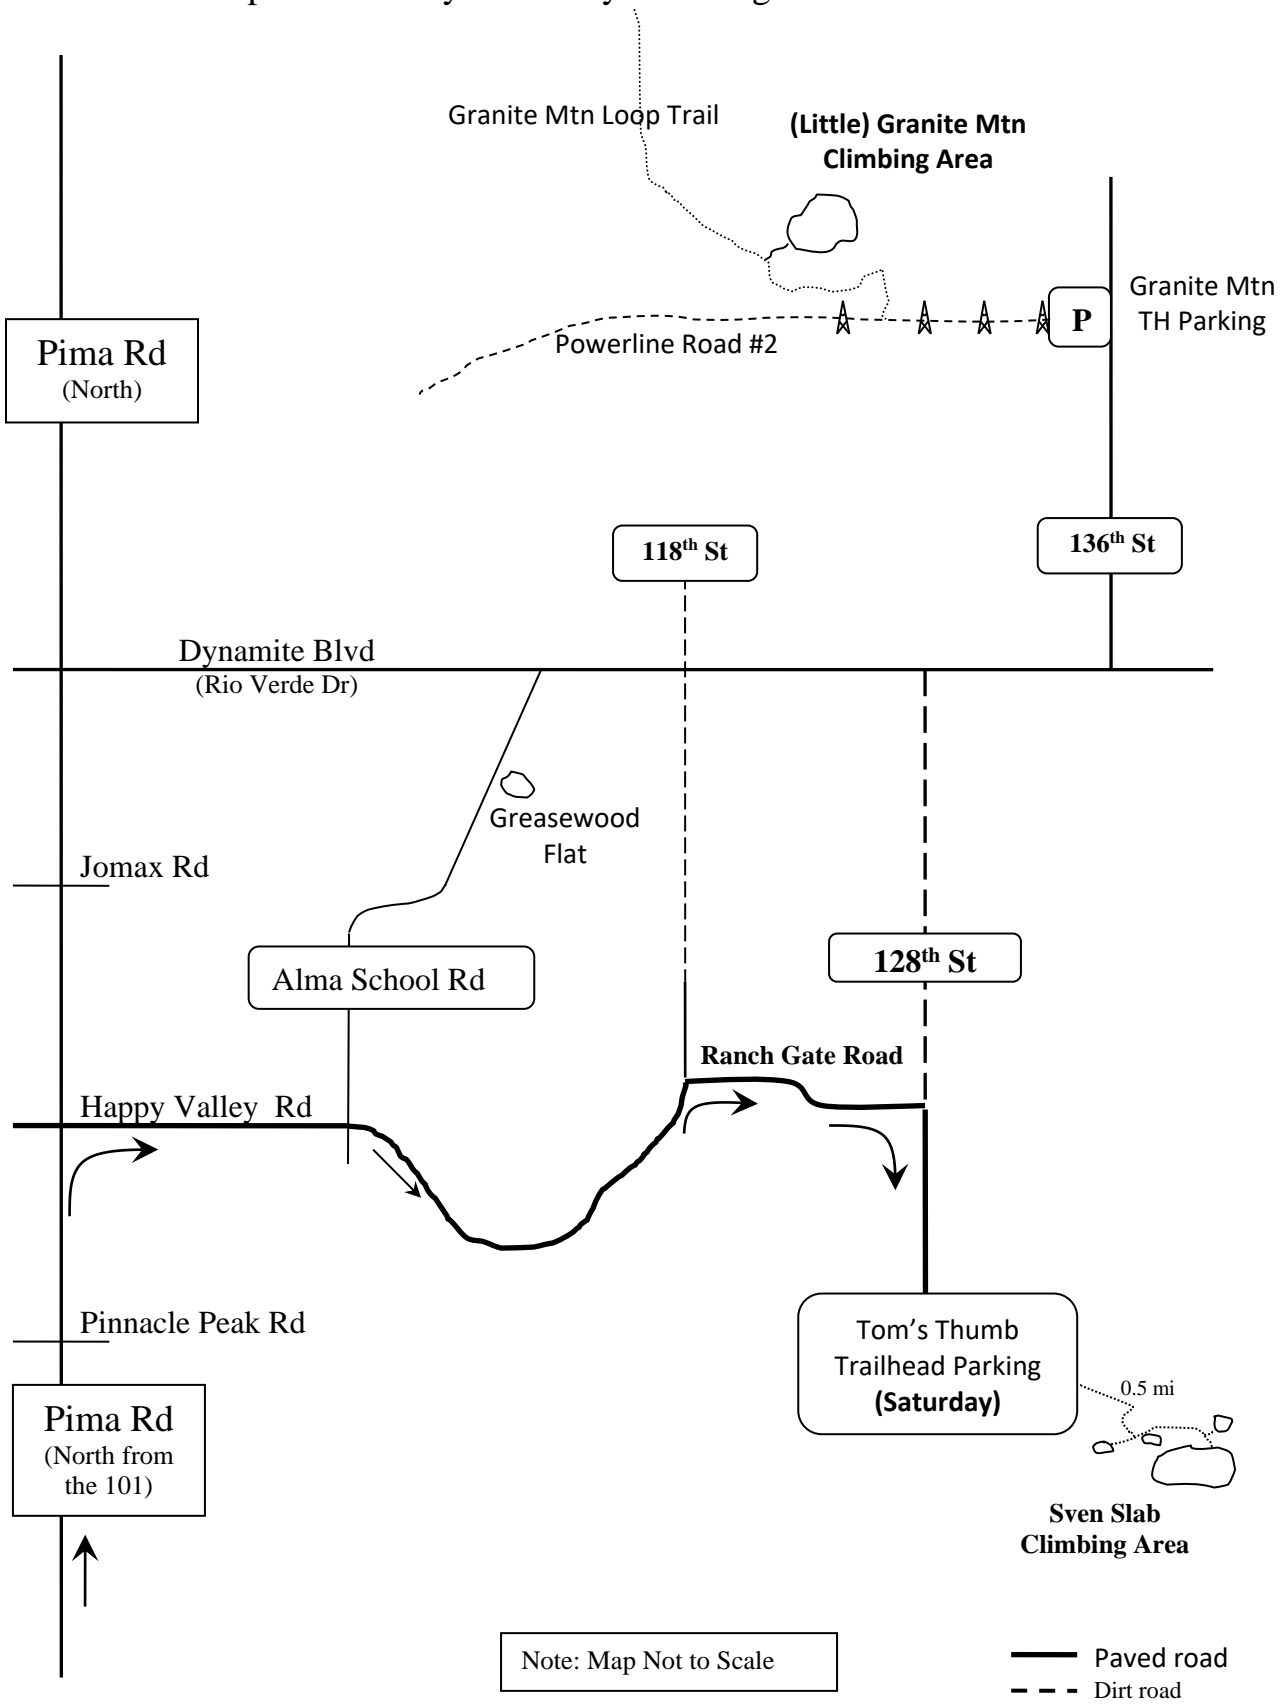 Granite Mtn Loop Trail
(Little) Granite Mtn
Climbing Area
Granite Mtn
TH Parking
P
Powerline Road #2
Pima Rd
(North)
118th St
136th St
Dynamite Blvd
(Rio Verde Dr)
Greasewood
Flat
Jomax Rd
Alma School Rd
128th St
Ranch Gate Road
Happy Valley Rd
Pinnacle Peak Rd
Tom’s Thumb
Trailhead Parking
(Saturday)
0.5 mi
Pima Rd
(North from
the 101)
Sven Slab
Climbing Area
Note: Map Not to Scale
Paved road
Dirt road